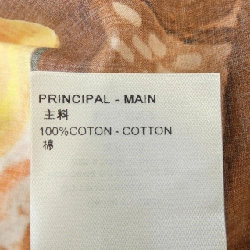 PRINCIPAL - MAIN
主料
100%COTON - COTTON
棉